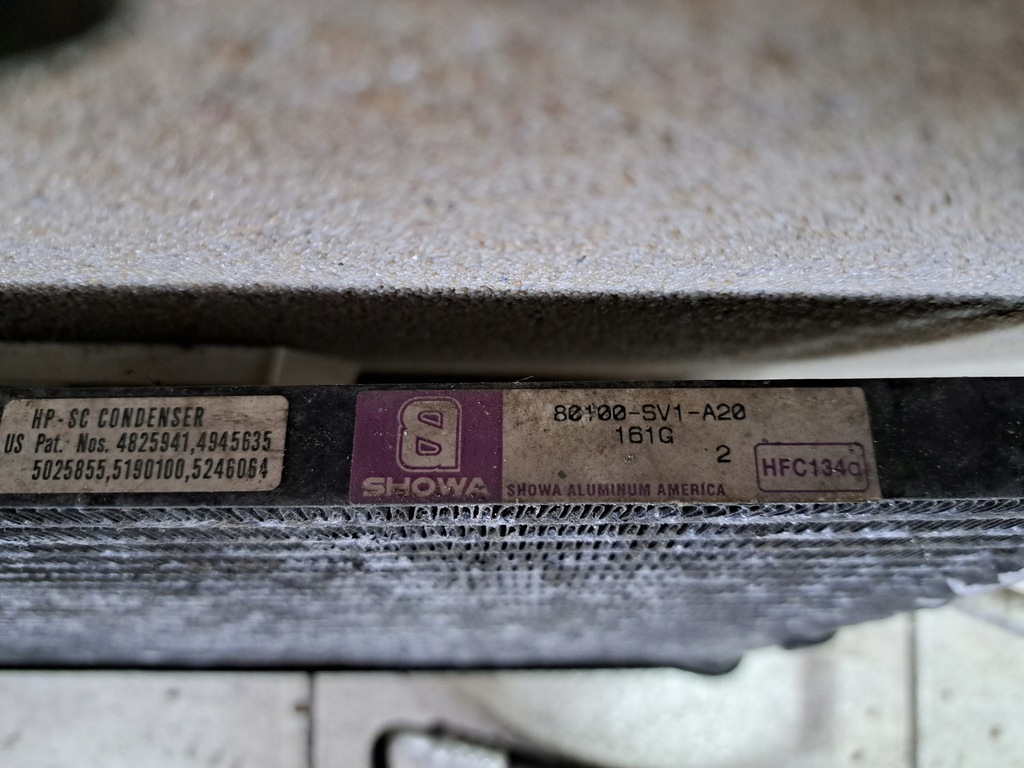 HP-SC CONDENSER
US Pat. Nos. 4825941,4945635
5025855,5190100,5246064
8
SHOWA
80100-SV1-A20
161G
2
HFC134a
SHOWA ALUMINUM AMERICA